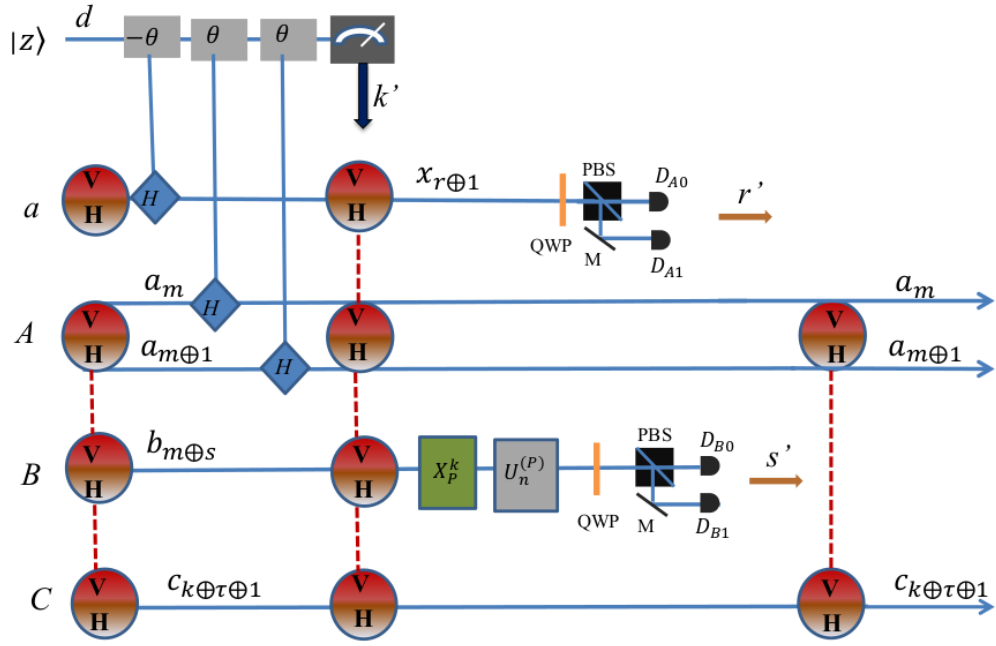 d
|z⟩ −θ θ θ
k’
a V H H V H x_{r⊕1} QWP PBS M D_{A0} D_{A1} r’
a_m H a_m
A V H V H V H
a_{m⊕1} H a_{m⊕1}
B V H b_{m⊕s} V H X_P^k U_n^{(P)} QWP PBS M D_{B0} D_{B1} s’
C V H c_{k⊕τ⊕1} V H V H c_{k⊕τ⊕1}